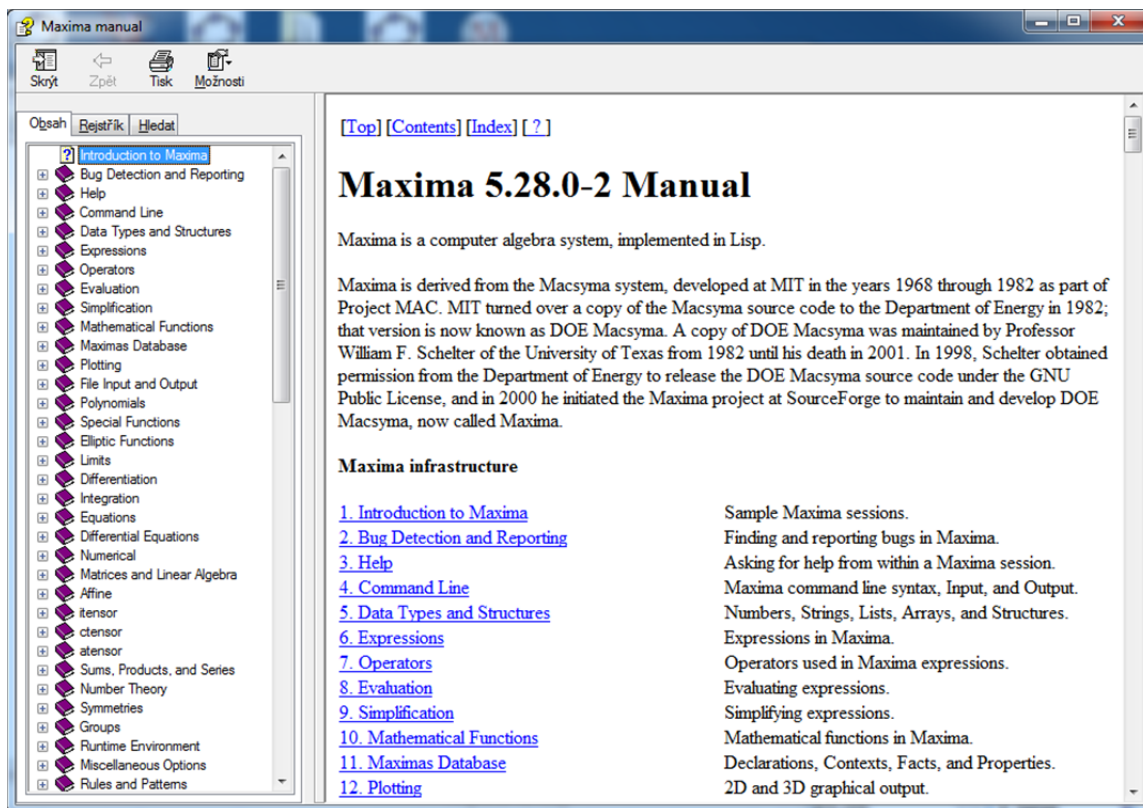 Maxima manual
Skrýt
Zpět
Tisk
Možnosti
Obsah
Rejstřík
Hledat
Introduction to Maxima
Bug Detection and Reporting
Help
Command Line
Data Types and Structures
Expressions
Operators
Evaluation
Simplification
Mathematical Functions
Maximas Database
Plotting
File Input and Output
Polynomials
Special Functions
Elliptic Functions
Limits
Differentiation
Integration
Equations
Differential Equations
Numerical
Matrices and Linear Algebra
Affine
itensor
ctensor
atensor
Sums, Products, and Series
Number Theory
Symmetries
Groups
Runtime Environment
Miscellaneous Options
Rules and Patterns
[Top] [Contents] [Index] [ ? ]
Maxima 5.28.0-2 Manual
Maxima is a computer algebra system, implemented in Lisp.
Maxima is derived from the Macsyma system, developed at MIT in the years 1968 through 1982 as part of
Project MAC. MIT turned over a copy of the Macsyma source code to the Department of Energy in 1982;
that version is now known as DOE Macsyma. A copy of DOE Macsyma was maintained by Professor
William F. Schelter of the University of Texas from 1982 until his death in 2001. In 1998, Schelter obtained
permission from the Department of Energy to release the DOE Macsyma source code under the GNU
Public License, and in 2000 he initiated the Maxima project at SourceForge to maintain and develop DOE
Macsyma, now called Maxima.
Maxima infrastructure
1. Introduction to Maxima Sample Maxima sessions.
2. Bug Detection and Reporting Finding and reporting bugs in Maxima.
3. Help Asking for help from within a Maxima session.
4. Command Line Maxima command line syntax, Input, and Output.
5. Data Types and Structures Numbers, Strings, Lists, Arrays, and Structures.
6. Expressions Expressions in Maxima.
7. Operators Operators used in Maxima expressions.
8. Evaluation Evaluating expressions.
9. Simplification Simplifying expressions.
10. Mathematical Functions Mathematical functions in Maxima.
11. Maximas Database Declarations, Contexts, Facts, and Properties.
12. Plotting 2D and 3D graphical output.